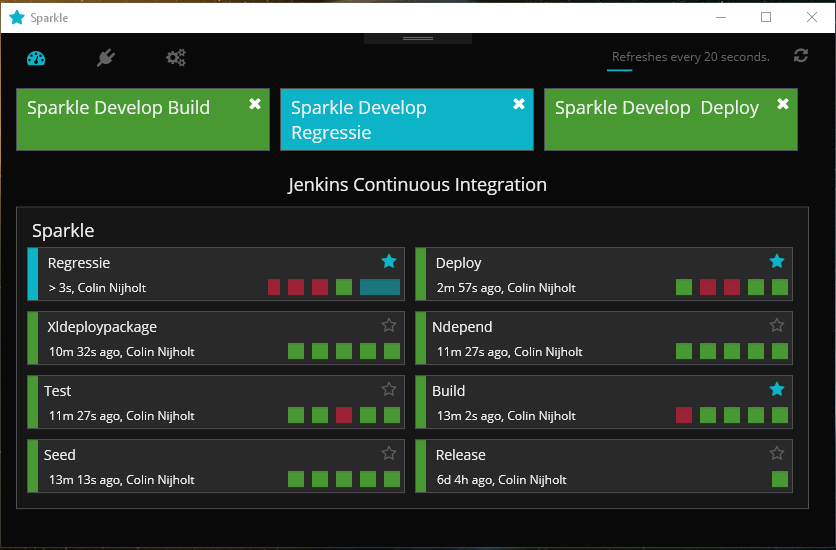 Sparkle
Refreshes every 20 seconds.
Sparkle Develop Build
Sparkle Develop
Regressie
Sparkle Develop Deploy
Jenkins Continuous Integration
Sparkle
Regressie
> 3s, Colin Nijholt
Deploy
2m 57s ago, Colin Nijholt
Xldeploypackage
10m 32s ago, Colin Nijholt
Ndepend
11m 27s ago, Colin Nijholt
Test
11m 27s ago, Colin Nijholt
Build
13m 2s ago, Colin Nijholt
Seed
13m 13s ago, Colin Nijholt
Release
6d 4h ago, Colin Nijholt